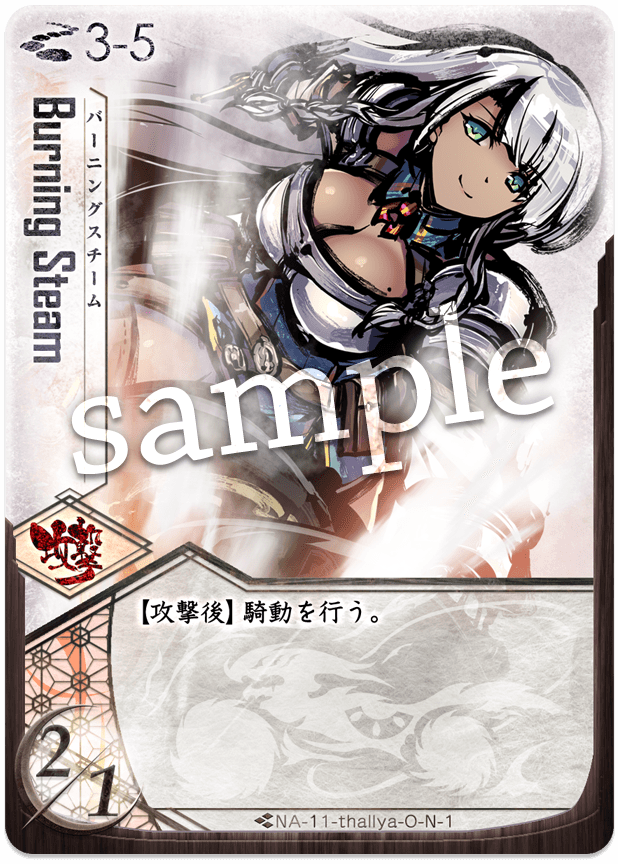 3-5
Burning Steam
バーニングスチーム
sample
攻撃
【攻撃後】騎動を行う。
2/1
NA-11-thallya-O-N-1